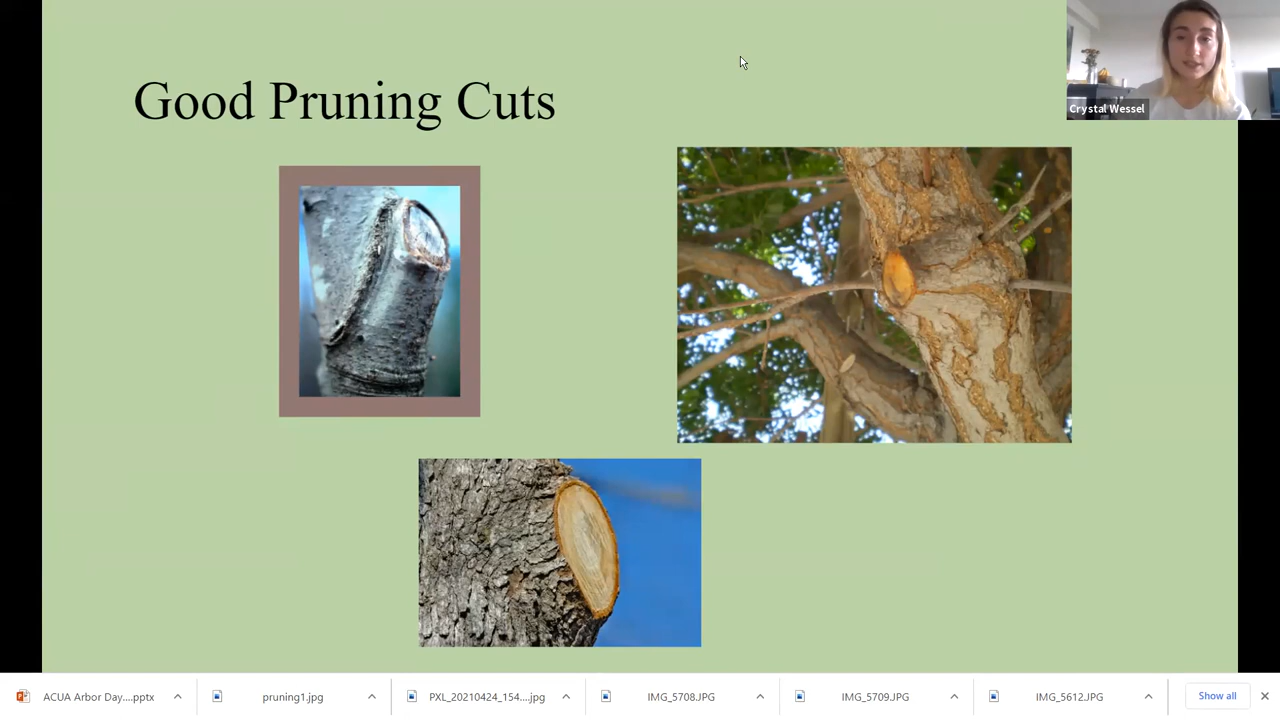 Good Pruning Cuts
Crystal Wessel
ACUA Arbor Day....pptx
pruning1.jpg
PXL_20210424_154....jpg
IMG_5708.JPG
IMG_5709.JPG
IMG_5612.JPG
Show all